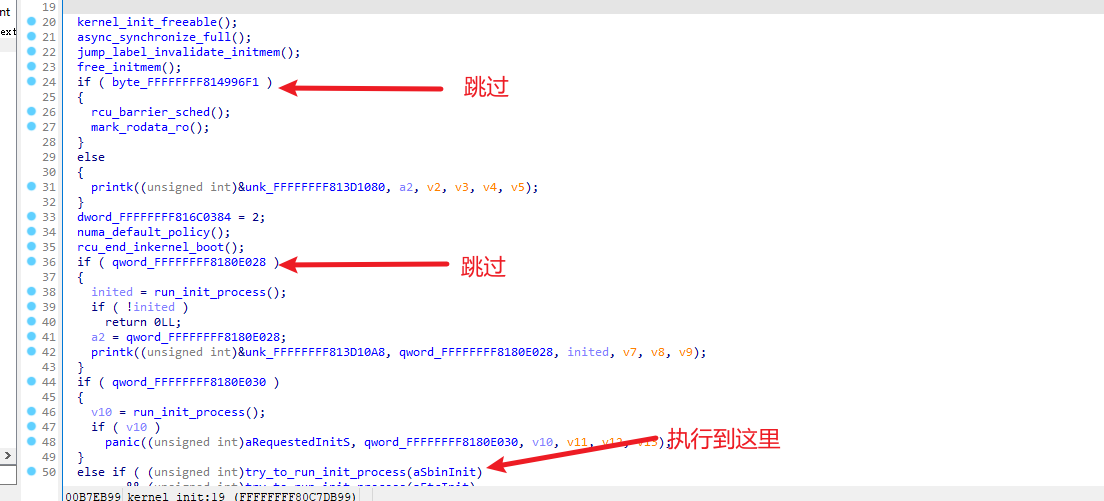 nt
ext
19
20 kernel_init_freeable();
21 async_synchronize_full();
22 jump_label_invalidate_initmem();
23 free_initmem();
24 if ( byte_FFFFFFFF814996F1 ) 跳过
25 {
26 rcu_barrier_sched();
27 mark_rodata_ro();
28 }
29 else
30 {
31 printk((unsigned int)&unk_FFFFFFFF813D1080, a2, v2, v3, v4, v5);
32 }
33 dword_FFFFFFFF816C0384 = 2;
34 numa_default_policy();
35 rcu_end_inkernel_boot();
36 if ( qword_FFFFFFFF8180E028 ) 跳过
37 {
38 inited = run_init_process();
39 if ( !inited )
40 return 0LL;
41 a2 = qword_FFFFFFFF8180E028;
42 printk((unsigned int)&unk_FFFFFFFF813D10A8, qword_FFFFFFFF8180E028, inited, v7, v8, v9);
43 }
44 if ( qword_FFFFFFFF8180E030 )
45 {
46 v10 = run_init_process();
47 if ( v10 )
48 panic((unsigned int)aRequestedInitS, qword_FFFFFFFF8180E030, v10, v11, v12, v13); 执行到这里
49 }
50 else if ( (unsigned int)try_to_run_init_process(aSbinInit)
00B7EB99 kernel_init:19 (FFFFFFFF80C7DB99)